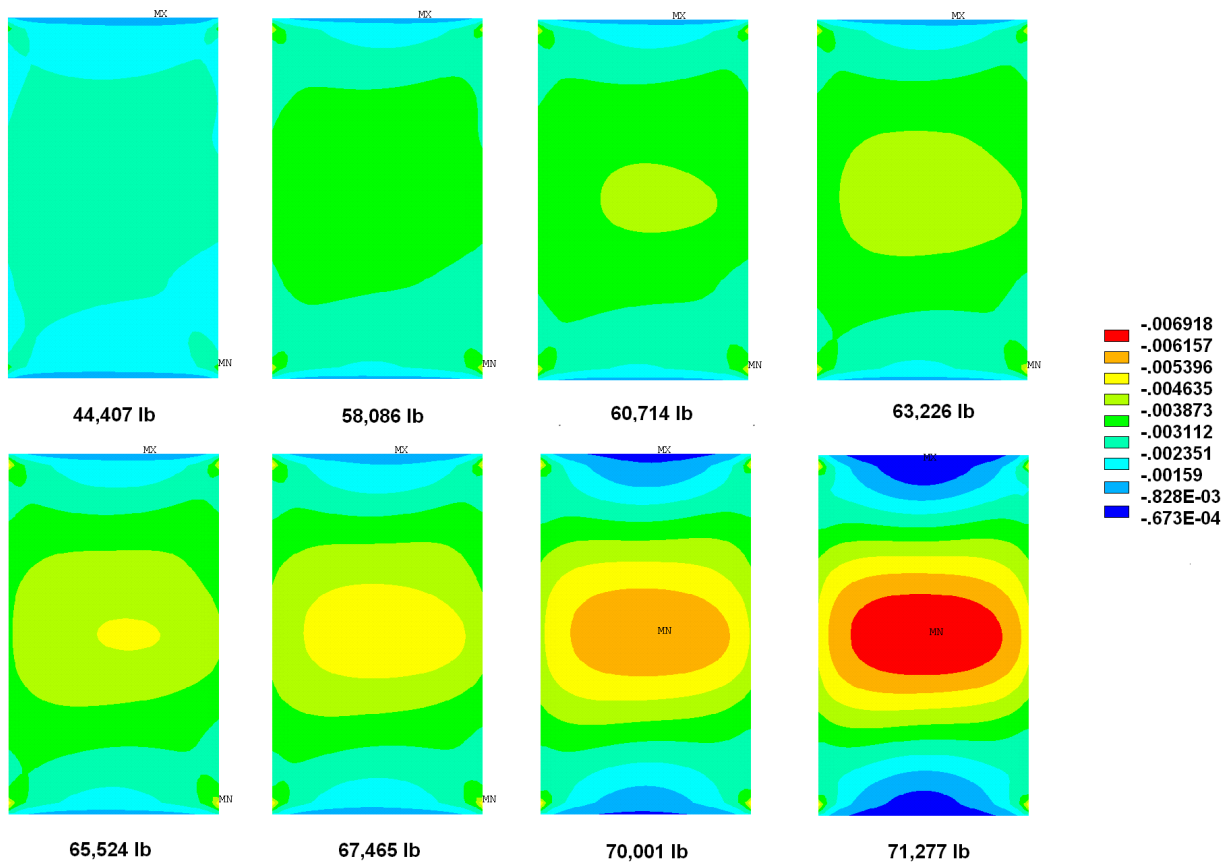 MX
MX
MX
MX
MN
MN
MN
MN
44,407 lb
58,086 lb
60,714 lb
63,226 lb
-.006918
-.006157
-.005396
-.004635
-.003873
-.003112
-.002351
-.00159
-.828E-03
-.673E-04
MX
MX
MX
MX
MN
MN
MN
MN
65,524 lb
67,465 lb
70,001 lb
71,277 lb